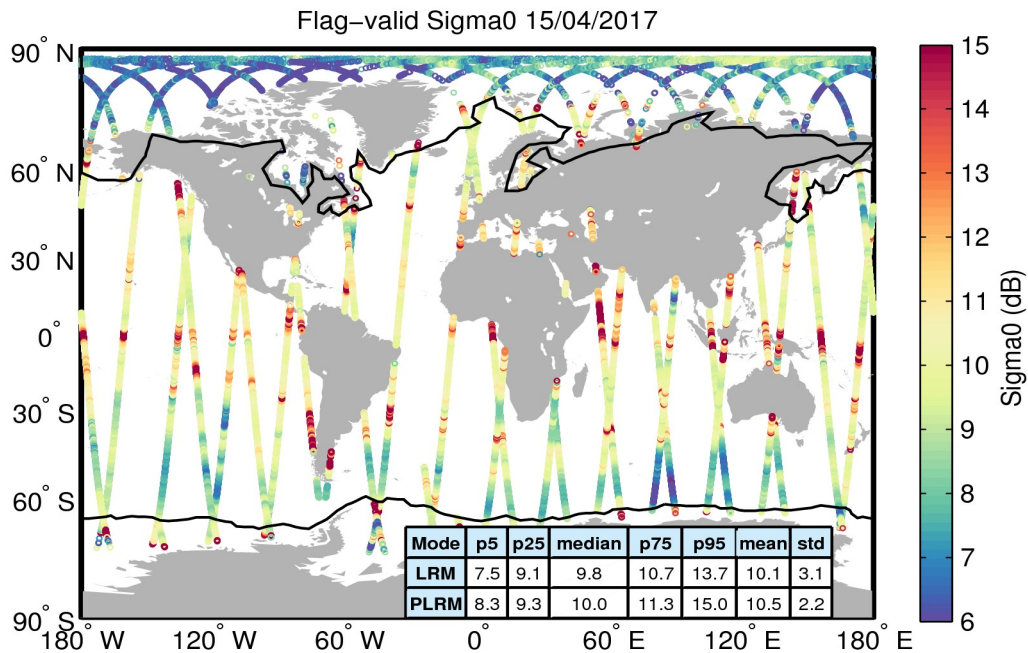 Flag-valid Sigma0 15/04/2017
90° N
60° N
30° N
0°
30° S
60° S
90° S
180° W
120° W
60° W
0°
60° E
120° E
180° E
15
14
13
12
11
10
9
8
7
6
Sigma0 (dB)
Mode p5 p25 median p75 p95 mean std
LRM 7.5 9.1 9.8 10.7 13.7 10.1 3.1
PLRM 8.3 9.3 10.0 11.3 15.0 10.5 2.2